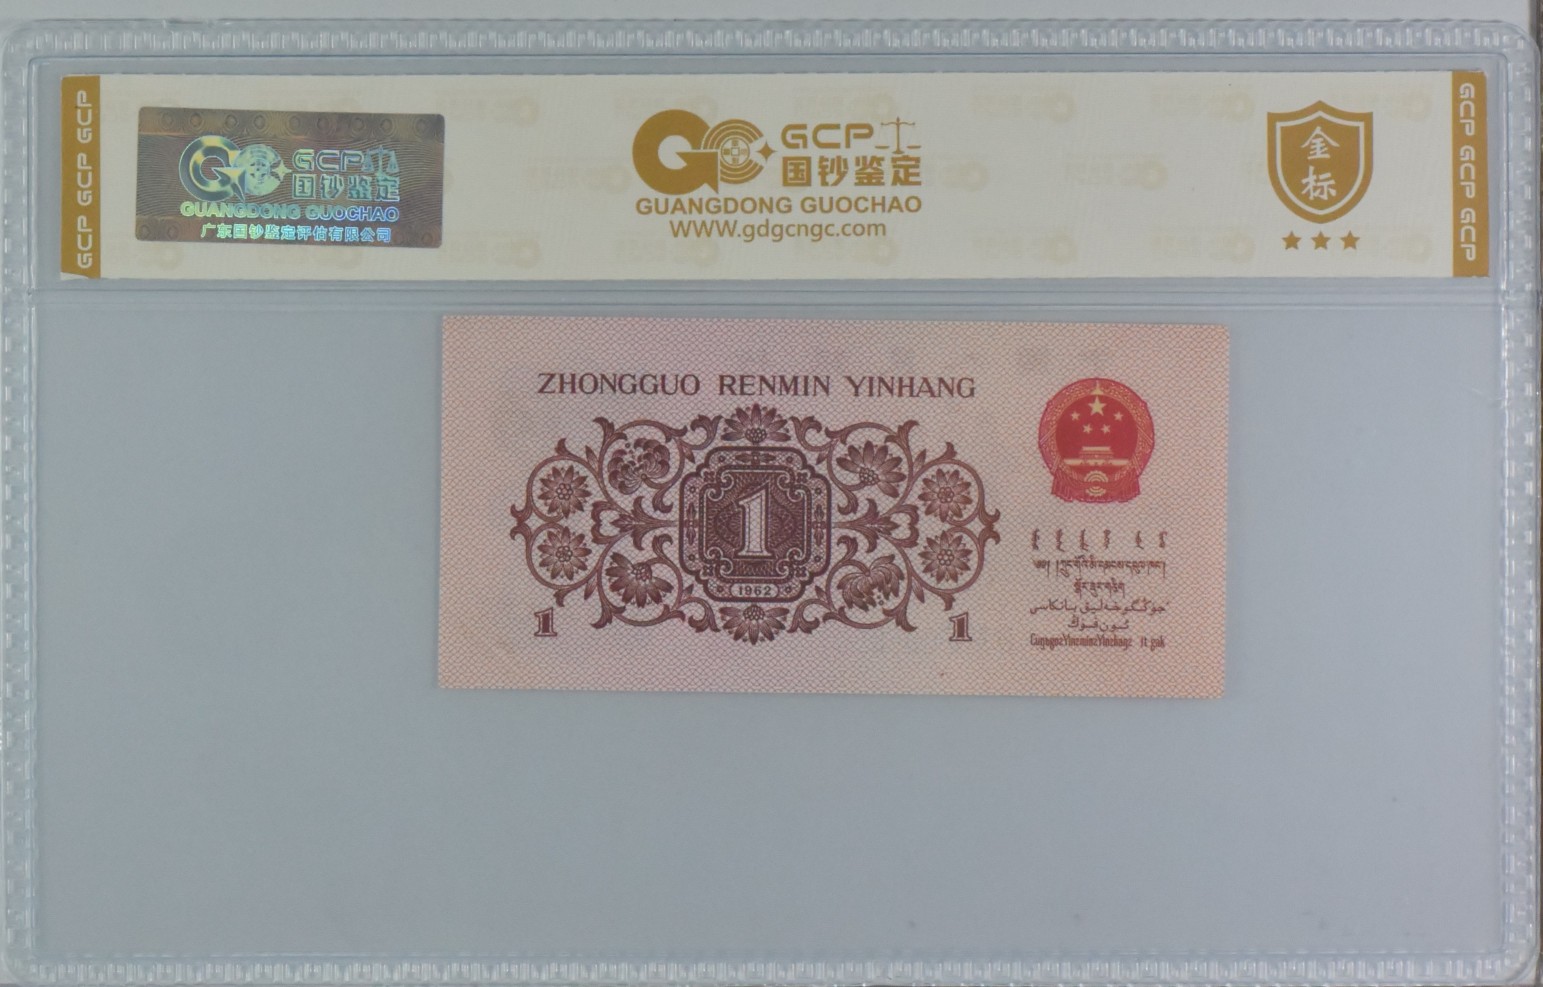 GCP GCP GCP
GCP
国钞鉴定
GUANGDONG GUOCHAO
广东国钞鉴定评估有限公司
GCP
国钞鉴定
GUANGDONG GUOCHAO
WWW.gdgcngc.com
金
标
GCP GCP GCP
ZHONGGUO RENMIN YINHANG
1
1962
1
1